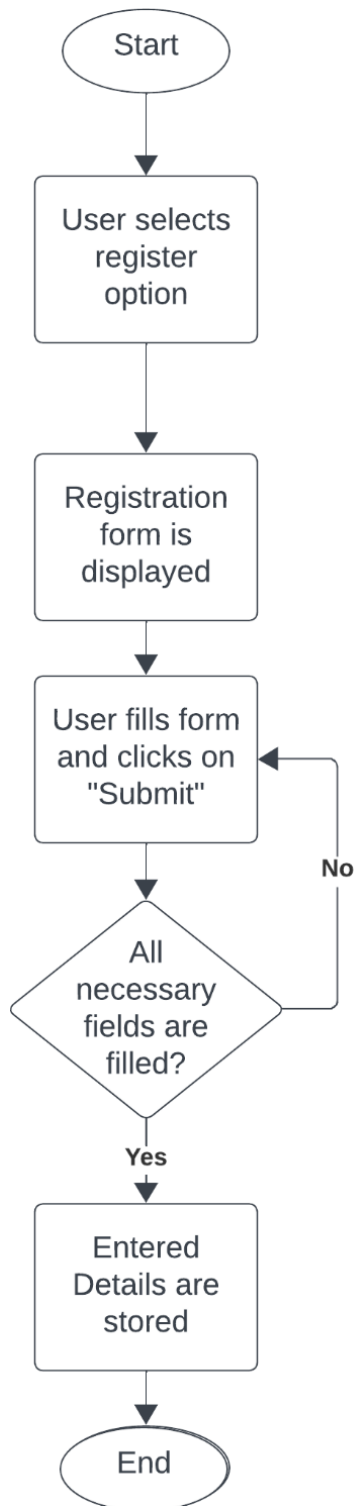 Start
User selects
register
option
Registration
form is
displayed
User fills form
and clicks on
"Submit"
No
All
necessary
fields are
filled?
Yes
Entered
Details are
stored
End